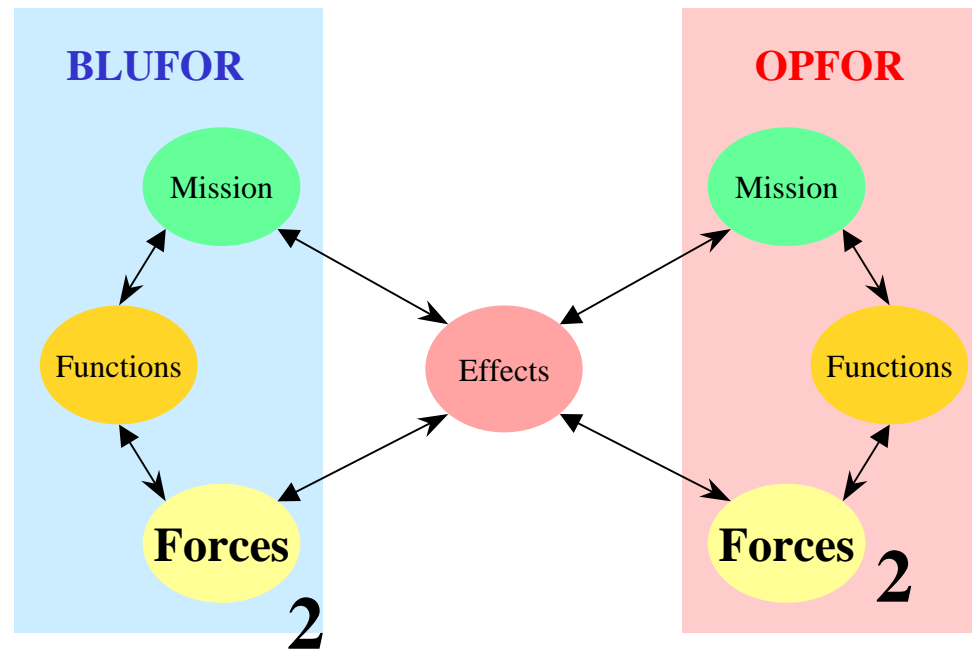 BLUFOR
OPFOR
Mission
Mission
Functions
Effects
Functions
Forces
Forces
2
2